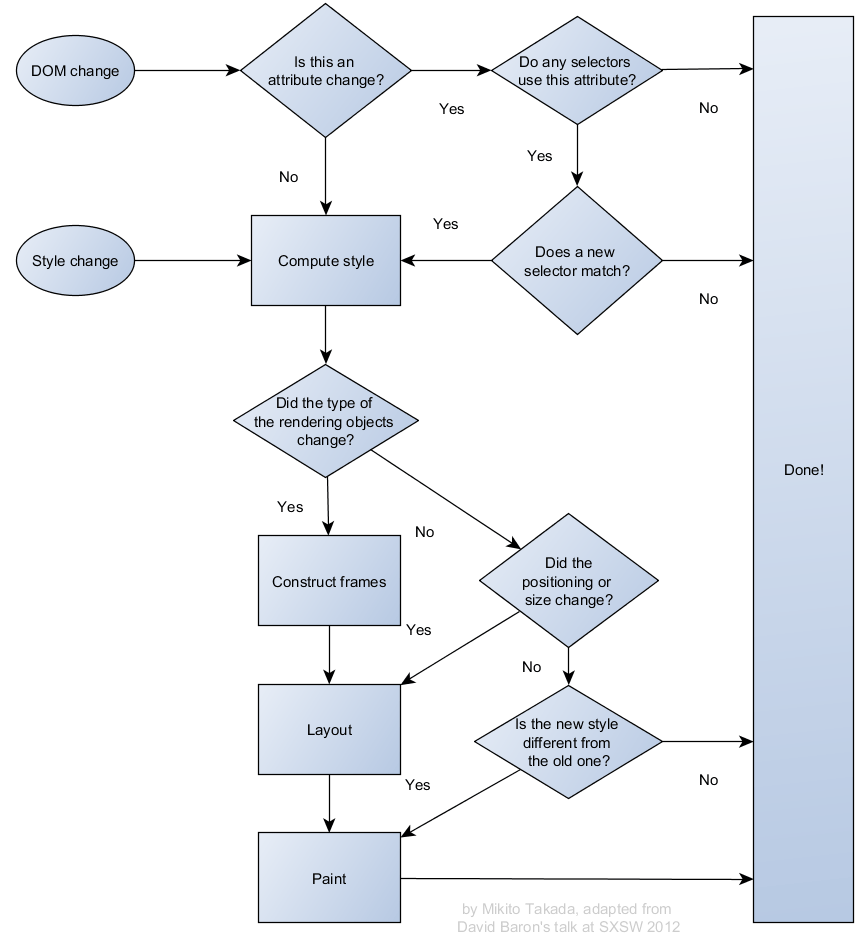 DOM change
Is this an
attribute change?
Yes
Do any selectors
use this attribute?
No
No
Yes
Style change
Compute style
Yes
Does a new
selector match?
No
Did the type of
the rendering objects
change?
Done!
Yes
No
Construct frames
Did the
positioning or
size change?
Yes
No
Layout
Is the new style
different from
the old one?
Yes
No
Paint
by Mikito Takada, adapted from
David Baron's talk at SXSW 2012